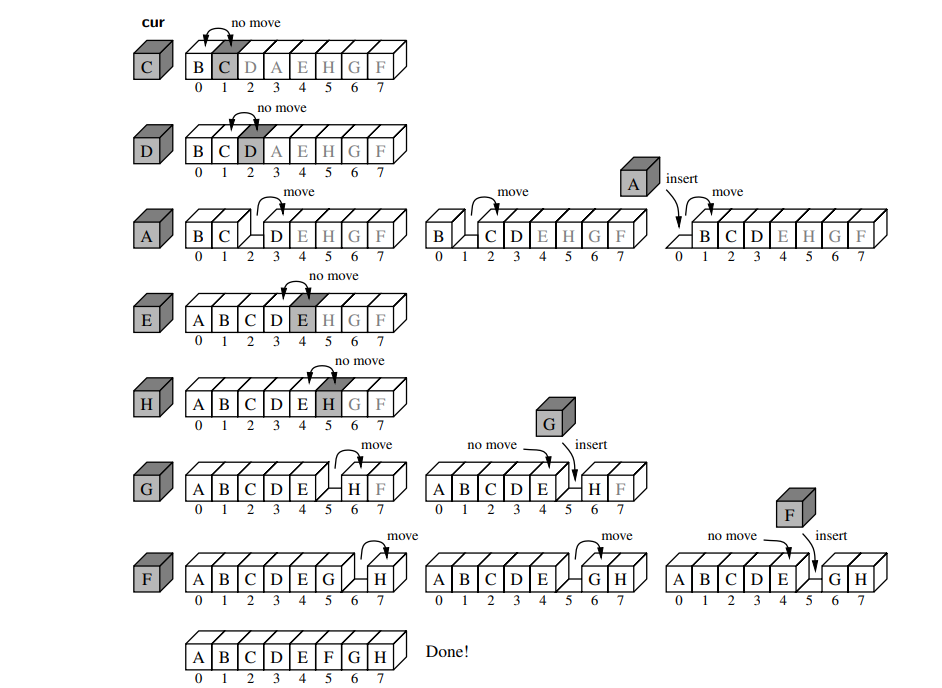 cur
no move
C B C D A E H G F
0 1 2 3 4 5 6 7
no move
D B C D A E H G F
0 1 2 3 4 5 6 7
A insert
move move move
A B C D E H G F B C D E H G F B C D E H G F
0 1 2 3 4 5 6 7 0 1 2 3 4 5 6 7 0 1 2 3 4 5 6 7
no move
E A B C D E H G F
0 1 2 3 4 5 6 7
no move
H A B C D E H G F
0 1 2 3 4 5 6 7
G
move no move insert
G A B C D E H F A B C D E H F
0 1 2 3 4 5 6 7 0 1 2 3 4 5 6 7
F
move move no move insert
F A B C D E G H A B C D E G H A B C D E G H
0 1 2 3 4 5 6 7 0 1 2 3 4 5 6 7 0 1 2 3 4 5 6 7
A B C D E F G H Done!
0 1 2 3 4 5 6 7